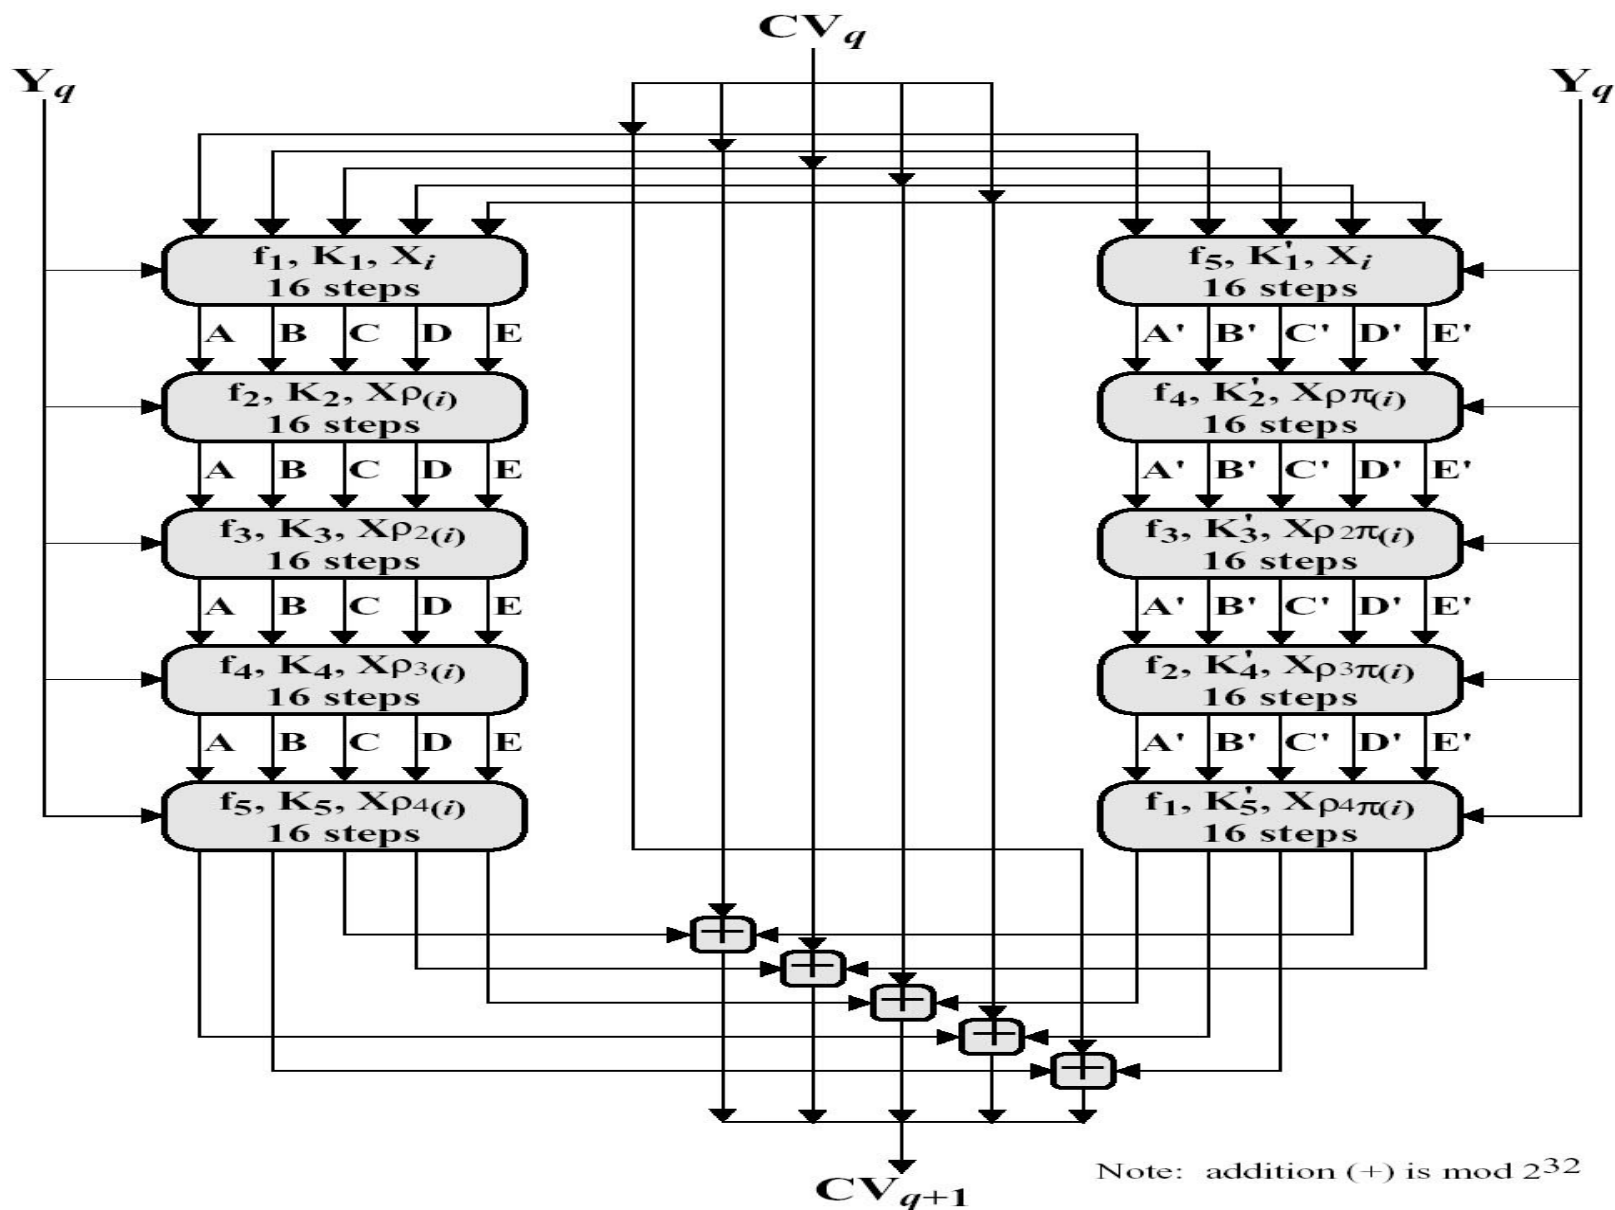 CVq
Yq
Yq
f1, K1, Xi
16 steps
f5, K'1, Xi
16 steps
A B C D E
A' B' C' D' E'
f2, K2, Xρ(i)
16 steps
f4, K'2, Xρπ(i)
16 steps
A B C D E
A' B' C' D' E'
f3, K3, Xρ2(i)
16 steps
f3, K'3, Xρ2π(i)
16 steps
A B C D E
A' B' C' D' E'
f4, K4, Xρ3(i)
16 steps
f2, K'4, Xρ3π(i)
16 steps
A B C D E
A' B' C' D' E'
f5, K5, Xρ4(i)
16 steps
f1, K'5, Xρ4π(i)
16 steps
+
+
+
+
+
Note: addition (+) is mod 2^32
CVq+1